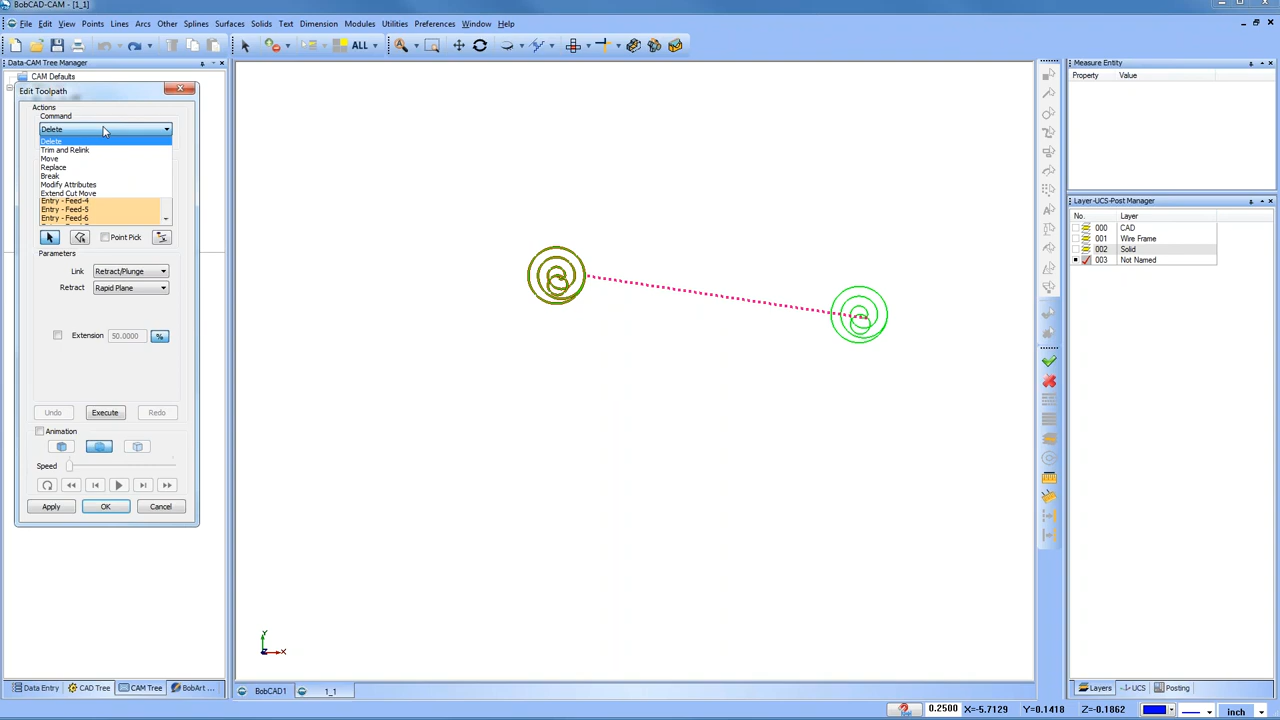 BobCAD-CAM - [1_1]
File Edit View Points Lines Arcs Other Splines Surfaces Solids Text Dimension Modules Utilities Preferences Window Help
ALL
Data-CAM Tree Manager
CAM Defaults
Edit Toolpath
Actions
Command
Delete
Delete
Trim and Relink
Move
Replace
Break
Modify Attributes
Extend Cut Move
Entry - Feed-4
Entry - Feed-5
Entry - Feed-6
Point Pick
Parameters
Link Retract/Plunge
Retract Rapid Plane
Extension 50.0000 %
Undo Execute Redo
Animation
Speed
Apply OK Cancel
Y
Z X
Data Entry CAD Tree CAM Tree BobArt ...
BobCAD1 1_1
Measure Entity
Property Value
Layer-UCS-Post Manager
No. Layer
000 CAD
001 Wire Frame
002 Solid
003 Not Named
Layers UCS Posting
0.2500 X=-5.7129 Y=0.1418 Z=-0.1862 inch